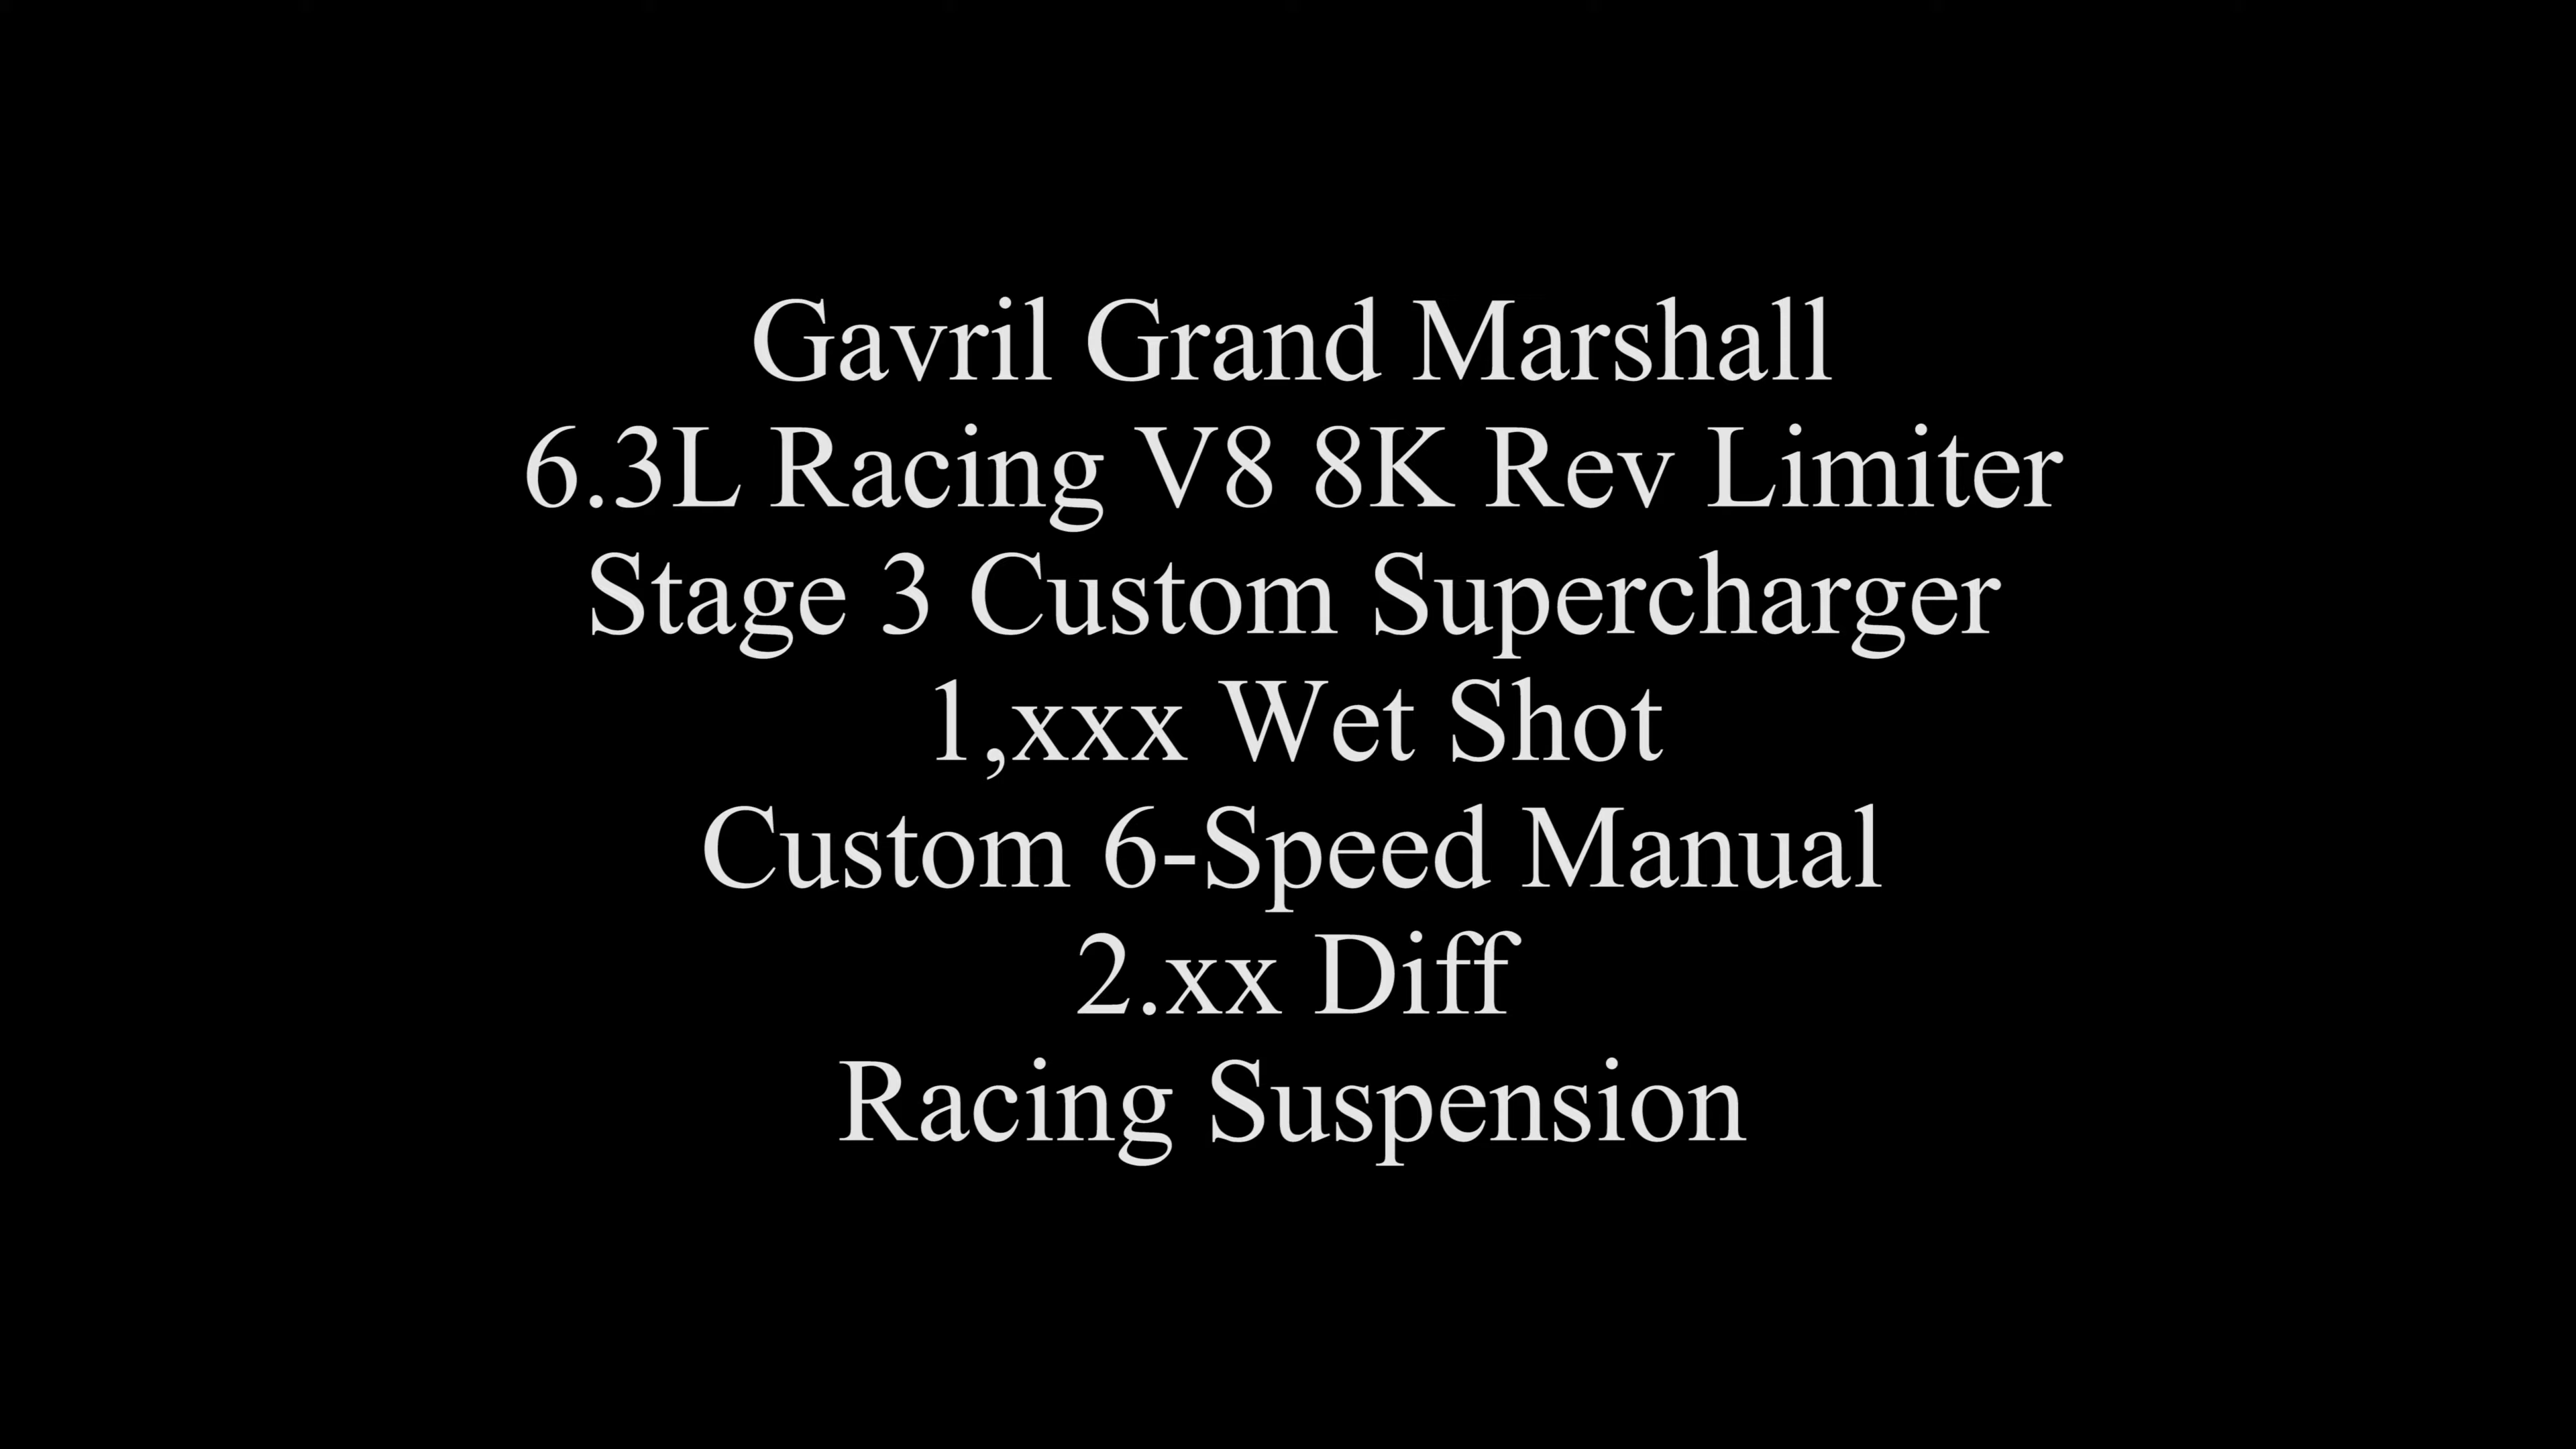 Gavril Grand Marshall
6.3L Racing V8 8K Rev Limiter
Stage 3 Custom Supercharger
1,xxx Wet Shot
Custom 6-Speed Manual
2.xx Diff
Racing Suspension